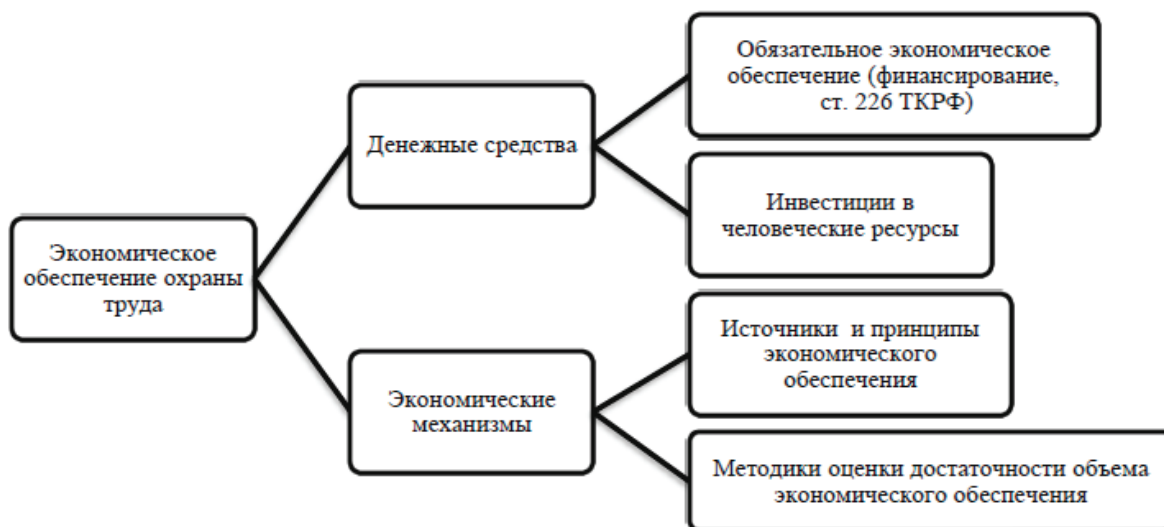 Экономическое
обеспечение охраны
труда
Денежные средства
Обязательное экономическое
обеспечение (финансирование,
ст. 226 ТКРФ)
Инвестиции в
человеческие ресурсы
Экономические
механизмы
Источники и принципы
экономического
обеспечения
Методики оценки достаточности объема
экономического обеспечения